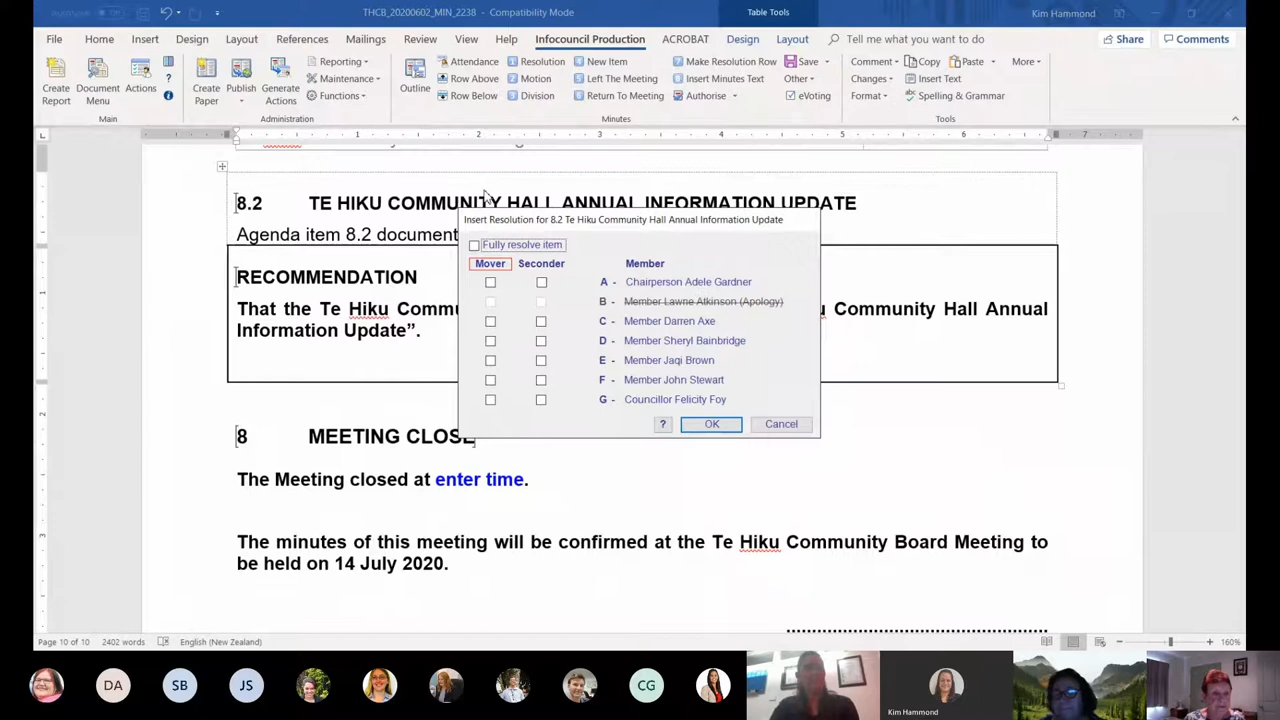 THCB_20200602_MIN_2238 - Compatibility Mode
Table Tools
Kim Hammond
File Home Insert Design Layout References Mailings Review View Help Infocouncil Production ACROBAT Design Layout Tell me what you want to do Share Comments
Create Report
Document Menu
Actions
Main
Create Paper
Publish
Generate Actions
Reporting
Maintenance
Functions
Administration
Outline
Attendance
Row Above
Row Below
Resolution
Motion
Division
New Item
Left The Meeting
Return To Meeting
Make Resolution Row
Insert Minutes Text
Authorise
Save
Other
eVoting
Minutes
Comment
Changes
Format
Copy
Paste
Insert Text
Spelling & Grammar
More
Tools
1 2 3 4 5 6 7
8.2 TE HIKU COMMUNITY HALL ANNUAL INFORMATION UPDATE
Agenda item 8.2 document
RECOMMENDATION
That the Te Hiku Commu
Community Hall Annual
Information Update”.
Insert Resolution for 8.2 Te Hiku Community Hall Annual Information Update
Fully resolve item
Mover Seconder Member
A - Chairperson Adele Gardner
B - Member Lawne Atkinson (Apology)
C - Member Darren Axe
D - Member Sheryl Bainbridge
E - Member Jaqi Brown
F - Member John Stewart
G - Councillor Felicity Foy
? OK Cancel
8 MEETING CLOSE
The Meeting closed at enter time.
The minutes of this meeting will be confirmed at the Te Hiku Community Board Meeting to
be held on 14 July 2020.
Page 10 of 10 2402 words English (New Zealand) 160%
DA SB JS CG
Kim Hammond